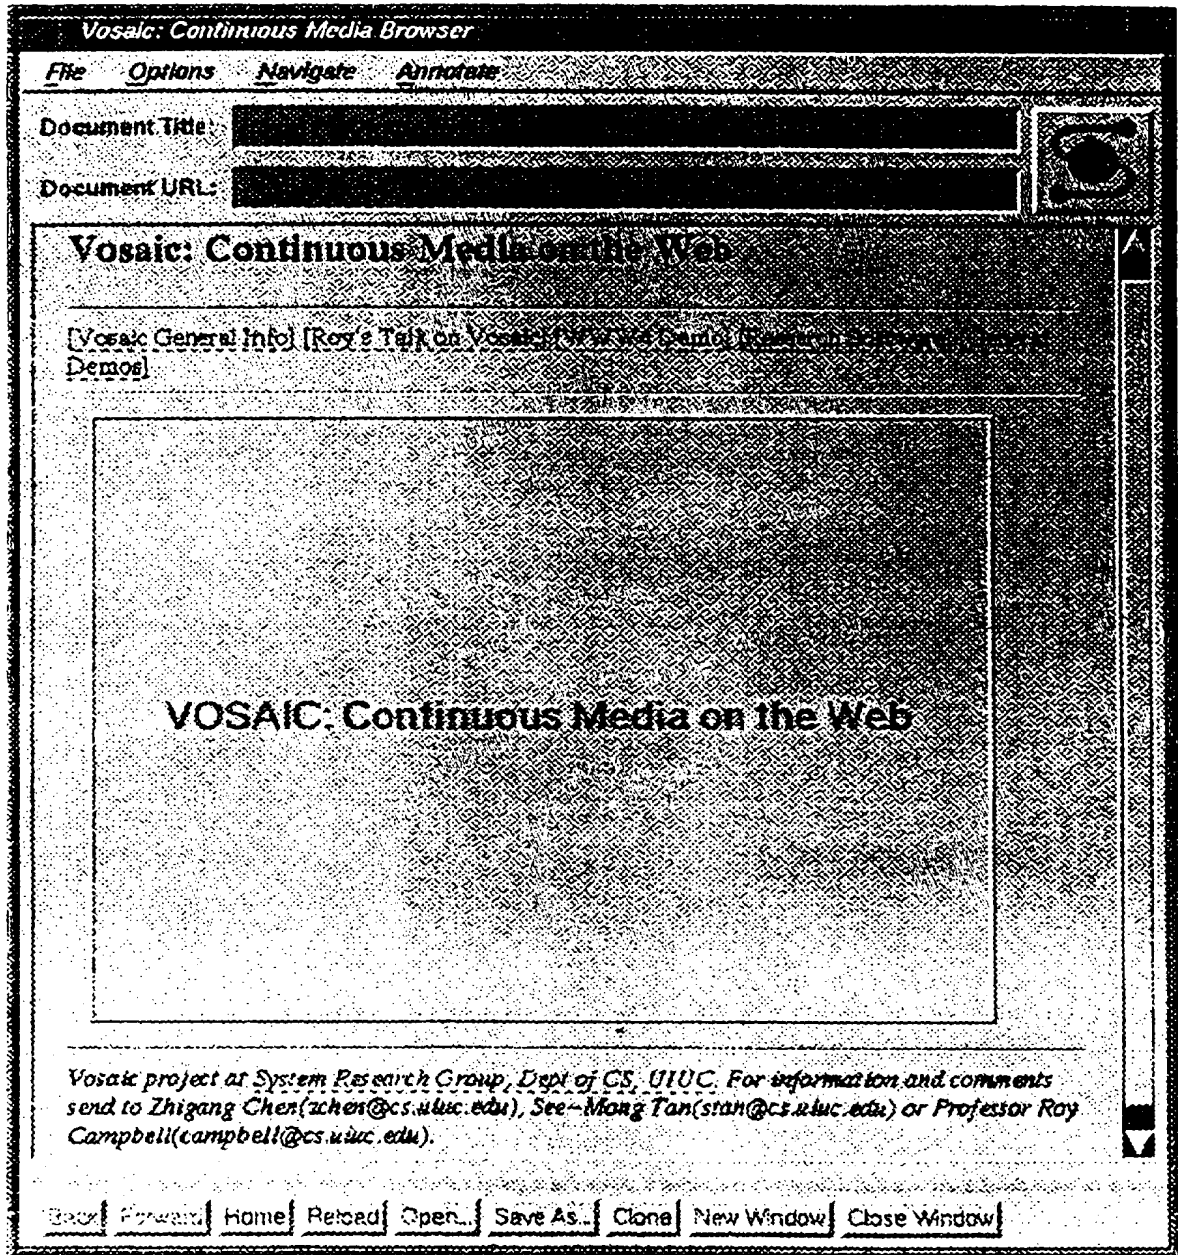 Vosaic: Continuous Media Browser
File Options Navigate Annotate
Document Title:
Document URL:
Vosaic: Continuous Media on the Web
[Vosaic General Info] [Roy's Talk on Vosaic] [WWW4 Demo] [Research
Demos]
VOSAIC: Continuous Media on the Web
Vosaic project at System Research Group, Dept of CS, UIUC. For information and comments
send to Zhigang Chen(zchen@cs.uiuc.edu), See-Mong Tan(stan@cs.uiuc.edu) or Professor Roy
Campbell(campbell@cs.uiuc.edu).
Back Forward Home Reload Open... Save As... Clone New Window Close Window